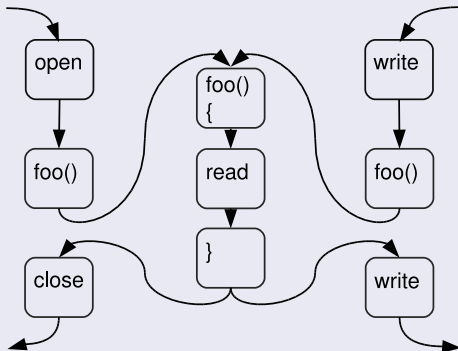 open
foo()
close
foo()
{
read
}
write
foo()
write